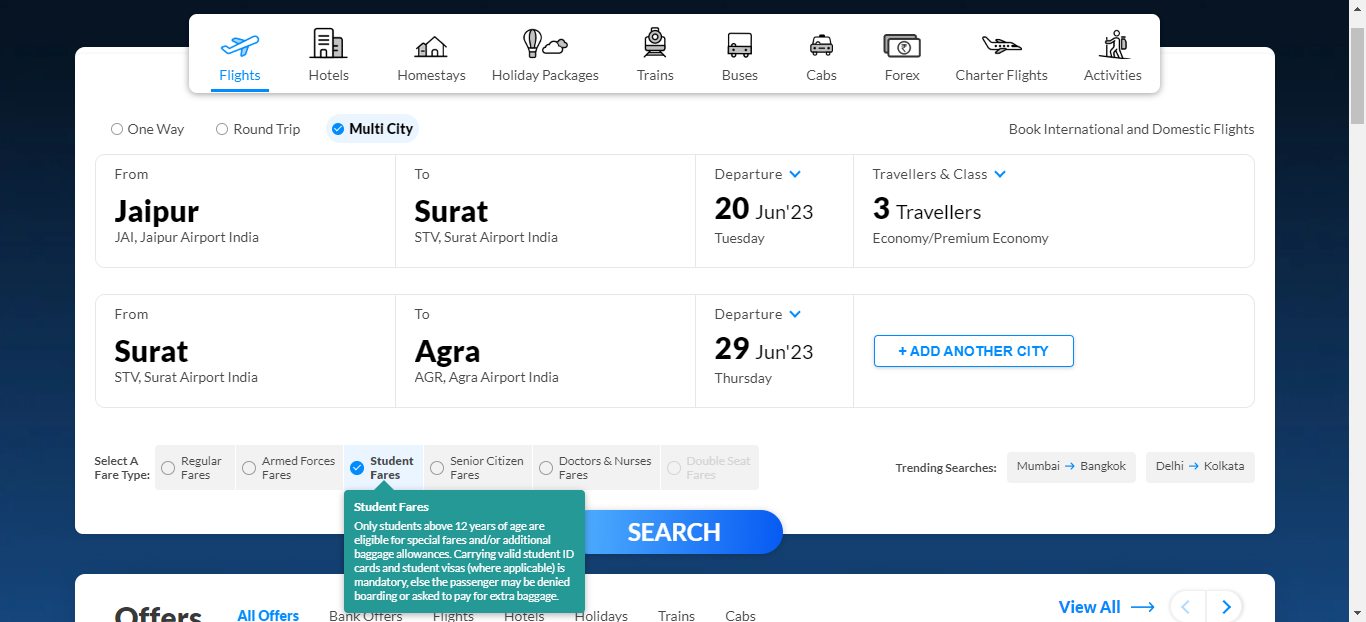 Flights
Hotels
Homestays
Holiday Packages
Trains
Buses
Cabs
Forex
Charter Flights
Activities
One Way
Round Trip
Multi City
Book International and Domestic Flights
From
Jaipur
JAI, Jaipur Airport India
To
Surat
STV, Surat Airport India
Departure
20 Jun'23
Tuesday
Travellers & Class
3 Travellers
Economy/Premium Economy
From
Surat
STV, Surat Airport India
To
Agra
AGR, Agra Airport India
Departure
29 Jun'23
Thursday
+ ADD ANOTHER CITY
Select A
Fare Type:
Regular
Fares
Armed Forces
Fares
Student
Fares
Senior Citizen
Fares
Doctors & Nurses
Fares
Double Seat
Fares
Trending Searches:
Mumbai → Bangkok
Delhi → Kolkata
Student Fares
Only students above 12 years of age are
eligible for special fares and/or additional
baggage allowances. Carrying valid student ID
cards and student visas (where applicable) is
mandatory, else the passenger may be denied
boarding or asked to pay for extra baggage.
SEARCH
Offers
All Offers
Bank Offers
Flights
Hotels
Holidays
Trains
Cabs
View All